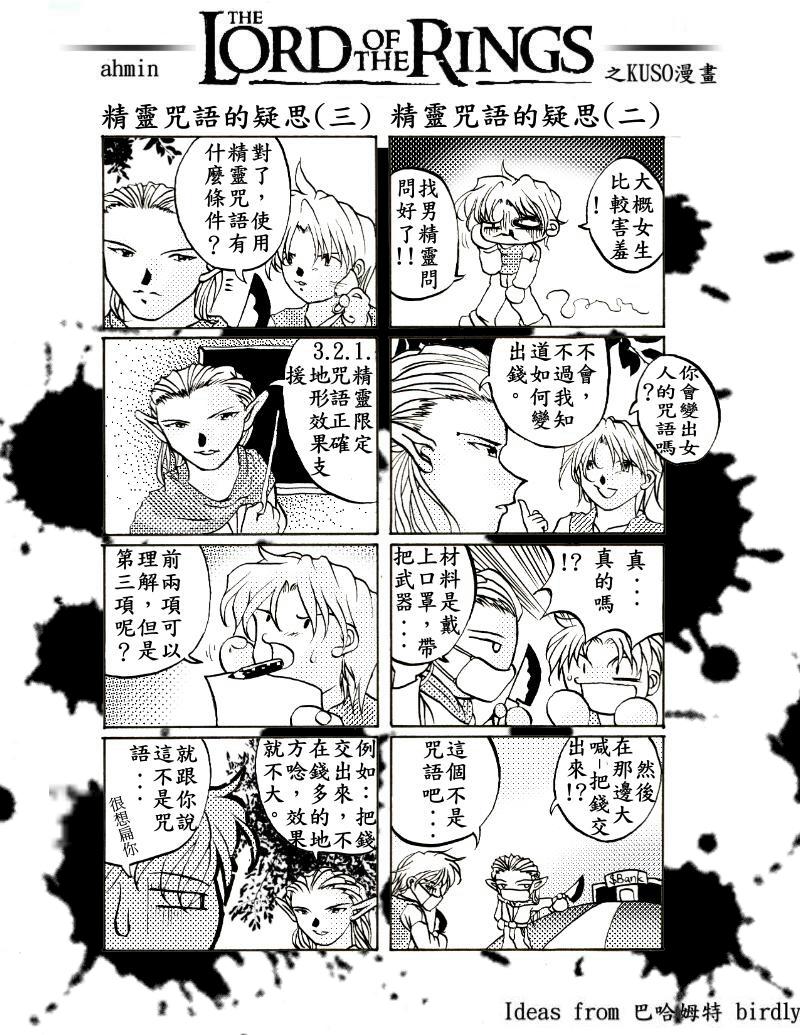 THE
LORD OF THE RINGS
ahmin
之KUSO漫畫
精靈咒語的疑思(二)
大概女生
比較害羞
!
找男精靈問
問好了!!
你會變出女
人的咒語嗎
?
不會,
不過我知
道如何變
出錢。
真...
真的嗎
!?
材料是戴
上口罩,帶
把武器...
然後
在那邊大
喊-把錢交
出來!?
$Bank
這個不是
咒語吧...
精靈咒語的疑思(三)
對了,使用
精靈咒語有
什麼條件?
1.精靈限定
2.咒語正確
3.地形效果支
援
前兩項可以
理解,但是
第三項呢?
例如:把錢
交出來,不
在錢多的地
方唸,效果
就不大。
就跟你說
這不是咒
語...
很想扁你
Ideas from 巴哈姆特 birdly